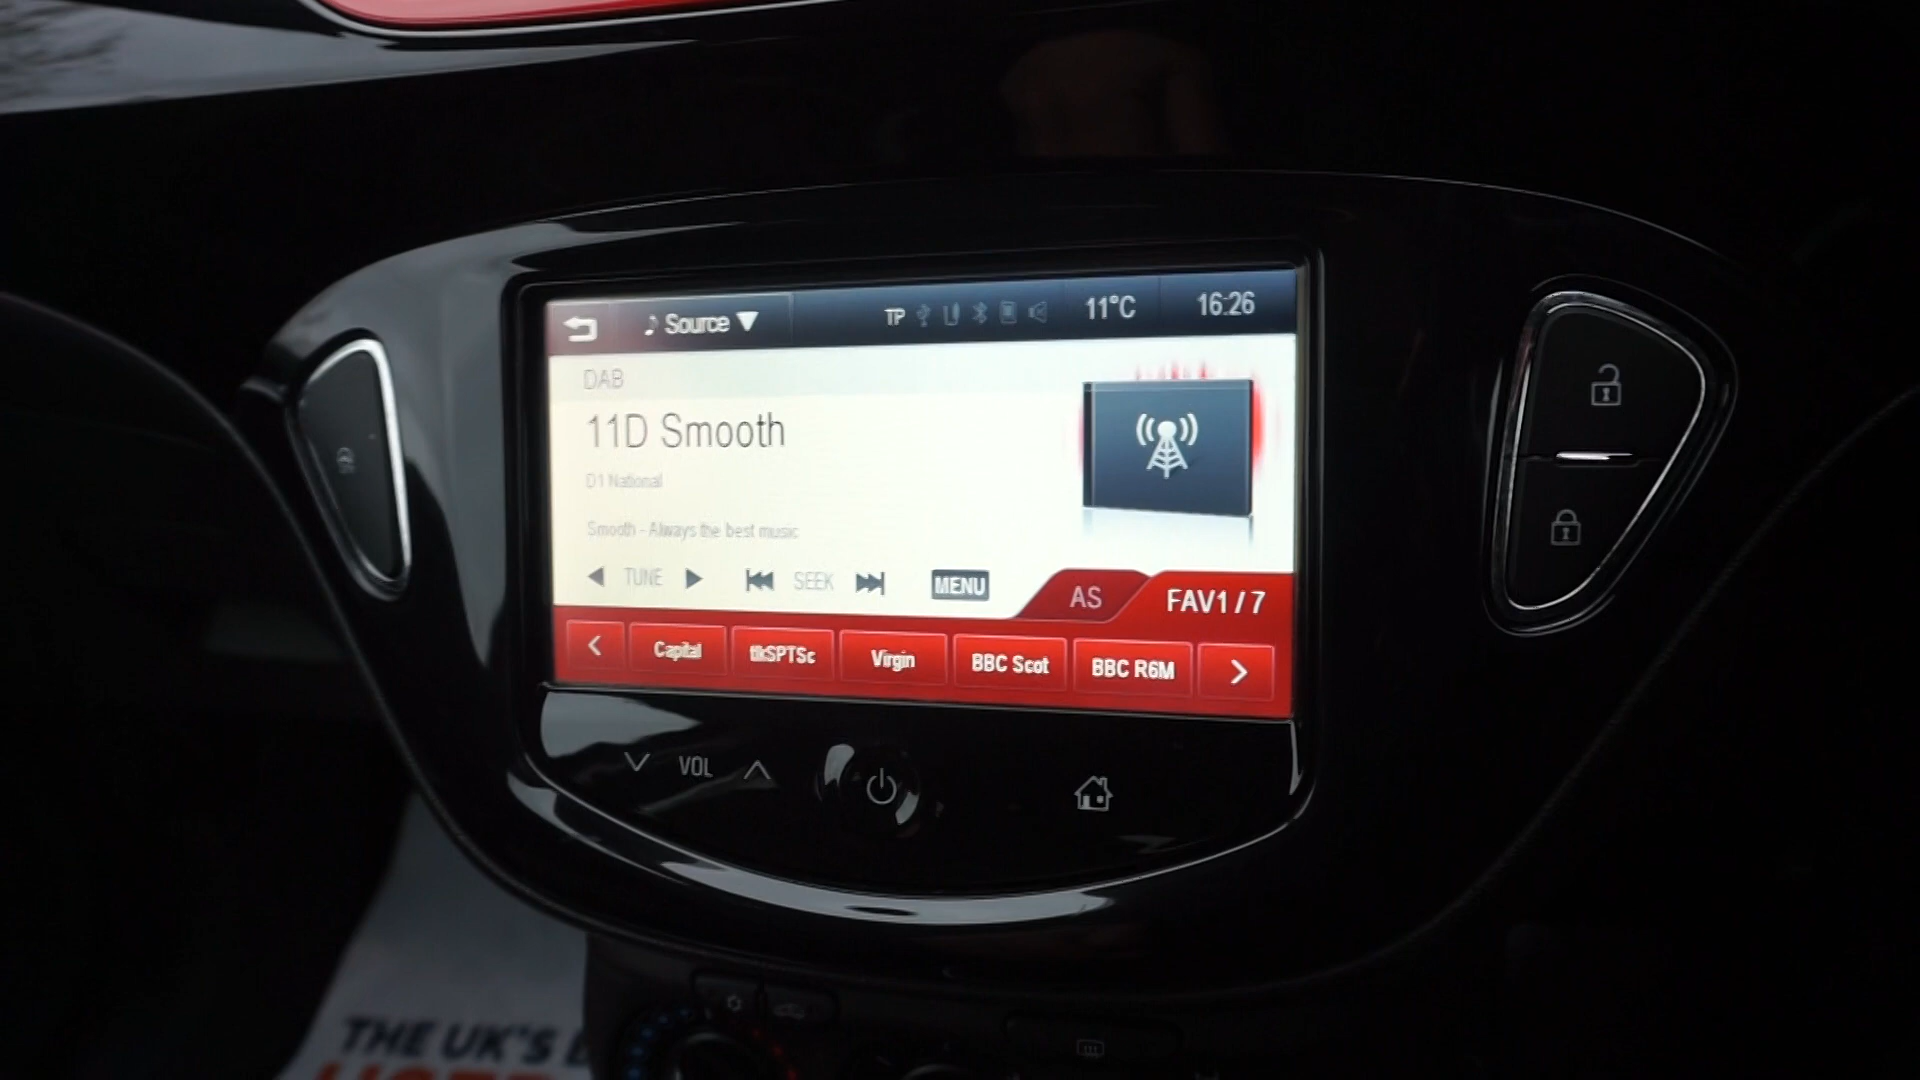 Source
TP
11°C
16:26
DAB
11D Smooth
D1 National
Smooth - Always the best music
TUNE
SEEK
MENU
AS
FAV1 / 7
Capital
tlkSPTSc
Virgin
BBC Scot
BBC R6M
VOL
THE UK'S